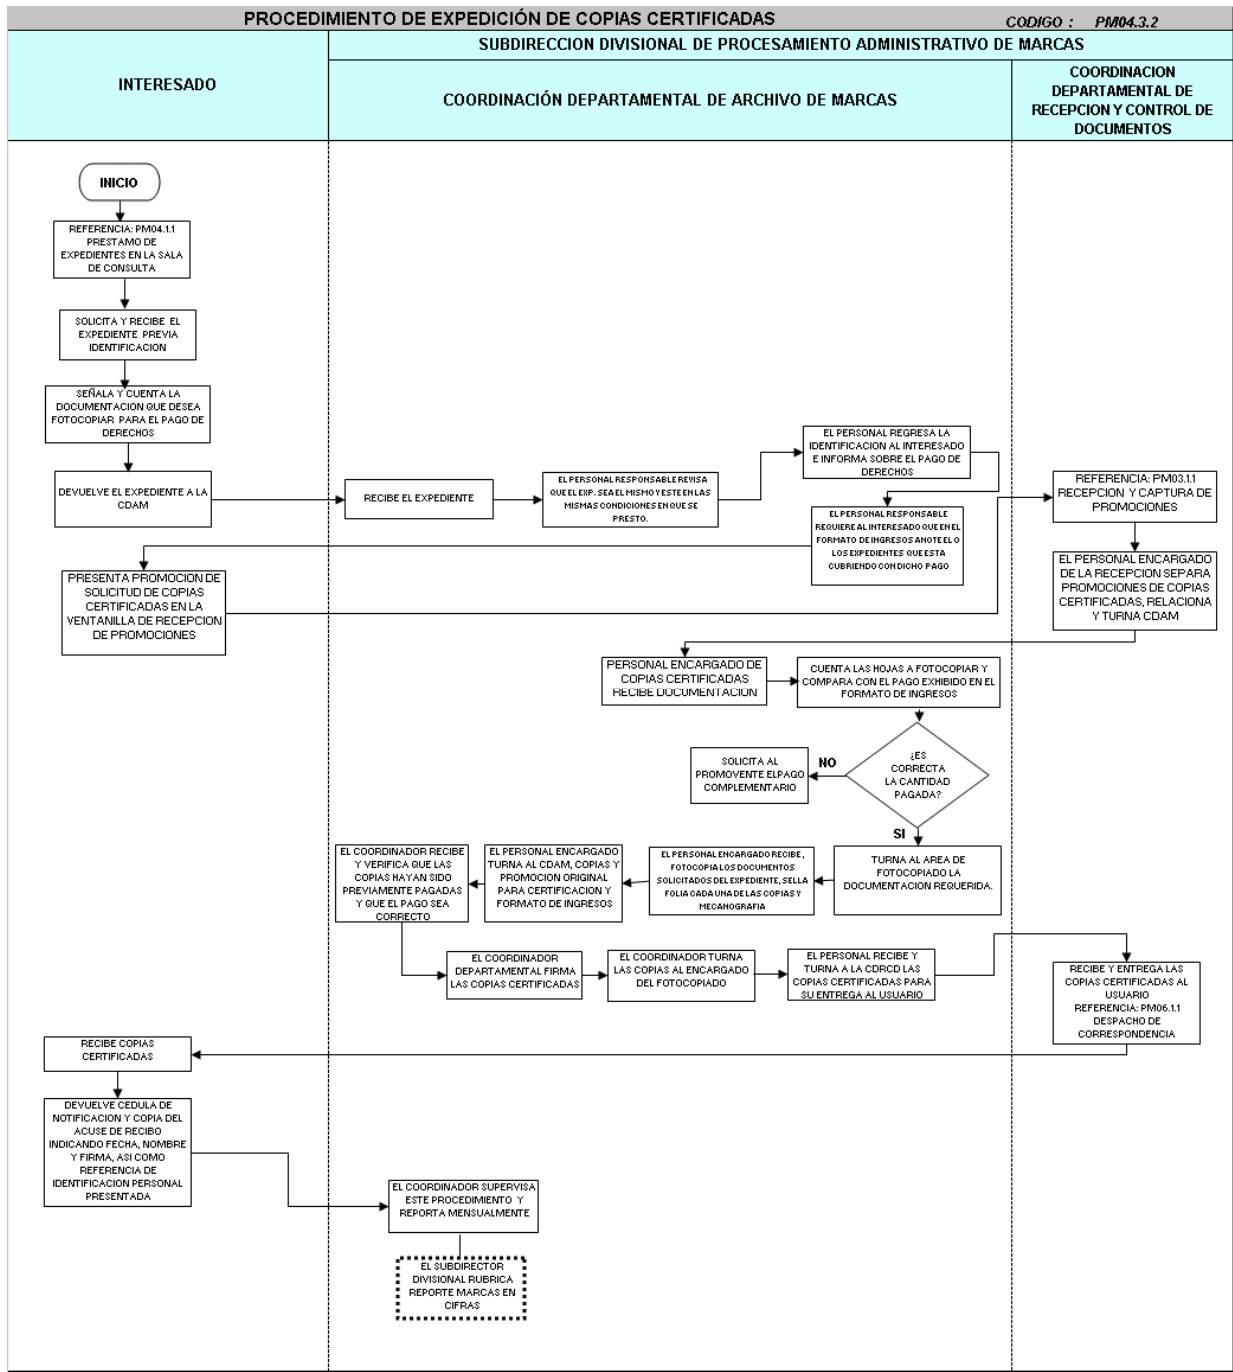 PROCEDIMIENTO DE EXPEDICIÓN DE COPIAS CERTIFICADAS
CODIGO : PM04.3.2
SUBDIRECCION DIVISIONAL DE PROCESAMIENTO ADMINISTRATIVO DE MARCAS
INTERESADO
COORDINACIÓN DEPARTAMENTAL DE ARCHIVO DE MARCAS
COORDINACION
DEPARTAMENTAL DE
RECEPCION Y CONTROL DE
DOCUMENTOS
INICIO
REFERENCIA: PM04.1.1
PRESTAMO DE
EXPEDIENTES EN LA SALA
DE CONSULTA
SOLICITA Y RECIBE EL
EXPEDIENTE PREVIA
IDENTIFICACION
SEÑALA Y CUENTA LA
DOCUMENTACION QUE DESEA
FOTOCOPIAR PARA EL PAGO DE
DERECHOS
DEVUELVE EL EXPEDIENTE A LA
CDAM
RECIBE EL EXPEDIENTE
EL PERSONAL RESPONSABLE REVISA
QUE EL EXP. SEA EL MISMO Y ESTE EN LAS
MISMAS CONDICIONES EN QUE SE
PRESTO.
EL PERSONAL REGRESA LA
IDENTIFICACION AL INTERESADO
E INFORMA SOBRE EL PAGO DE
DERECHOS
EL PERSONAL RESPONSABLE
REQUIERE AL INTERESADO QUE EN EL
FORMATO DE INGRESOS ANOTE EL O
LOS EXPEDIENTES QUE ESTA
CUBRIENDO CON DICHO PAGO
PRESENTA PROMOCION DE
SOLICITUD DE COPIAS
CERTIFICADAS EN LA
VENTANILLA DE RECEPCION
DE PROMOCIONES
REFERENCIA: PM03.1.1
RECEPCION Y CAPTURA DE
PROMOCIONES
EL PERSONAL ENCARGADO
DE LA RECEPCION SEPARA
PROMOCIONES DE COPIAS
CERTIFICADAS, RELACIONA
Y TURNA CDAM
PERSONAL ENCARGADO DE
COPIAS CERTIFICADAS
RECIBE DOCUMENTACION
CUENTA LAS HOJAS A FOTOCOPIAR Y
COMPARA CON EL PAGO EXHIBIDO EN EL
FORMATO DE INGRESOS
¿ES
CORRECTA
LA CANTIDAD
PAGADA?
NO
SOLICITA AL
PROMOVENTE EL PAGO
COMPLEMENTARIO
SI
TURNA AL AREA DE
FOTOCOPIADO LA
DOCUMENTACION REQUERIDA.
EL PERSONAL ENCARGADO RECIBE,
FOTOCOPIA LOS DOCUMENTOS
SOLICITADOS DEL EXPEDIENTE, SELLA
FOLIA CADA UNA DE LAS COPIAS Y
MECANOGRAFIA
EL PERSONAL ENCARGADO
TURNA AL CDAM, COPIAS Y
PROMOCION ORIGINAL
PARA CERTIFICACION Y
FORMATO DE INGRESOS
EL COORDINADOR RECIBE
Y VERIFICA QUE LAS
COPIAS HAYAN SIDO
PREVIAMENTE PAGADAS
Y QUE EL PAGO SEA
CORRECTO
EL COORDINADOR
DEPARTAMENTAL FIRMA
LAS COPIAS CERTIFICADAS
EL COORDINADOR TURNA
LAS COPIAS AL ENCARGADO
DEL FOTOCOPIADO
EL PERSONAL RECIBE Y
TURNA A LA CDRCD LAS
COPIAS CERTIFICADAS PARA
SU ENTREGA AL USUARIO
RECIBE Y ENTREGA LAS
COPIAS CERTIFICADAS AL
USUARIO
REFERENCIA: PM06.1.1
DESPACHO DE
CORRESPONDENCIA
RECIBE COPIAS
CERTIFICADAS
DEVUELVE CEDULA DE
NOTIFICACION Y COPIA DEL
ACUSE DE RECIBO
INDICANDO FECHA, NOMBRE
Y FIRMA, ASI COMO
REFERENCIA DE
IDENTIFICACION PERSONAL
PRESENTADA
EL COORDINADOR SUPERVISA
ESTE PROCEDIMIENTO Y
REPORTA MENSUALMENTE
EL SUBDIRECTOR
DIVISIONAL RUBRICA
REPORTE MARCAS EN
CIFRAS